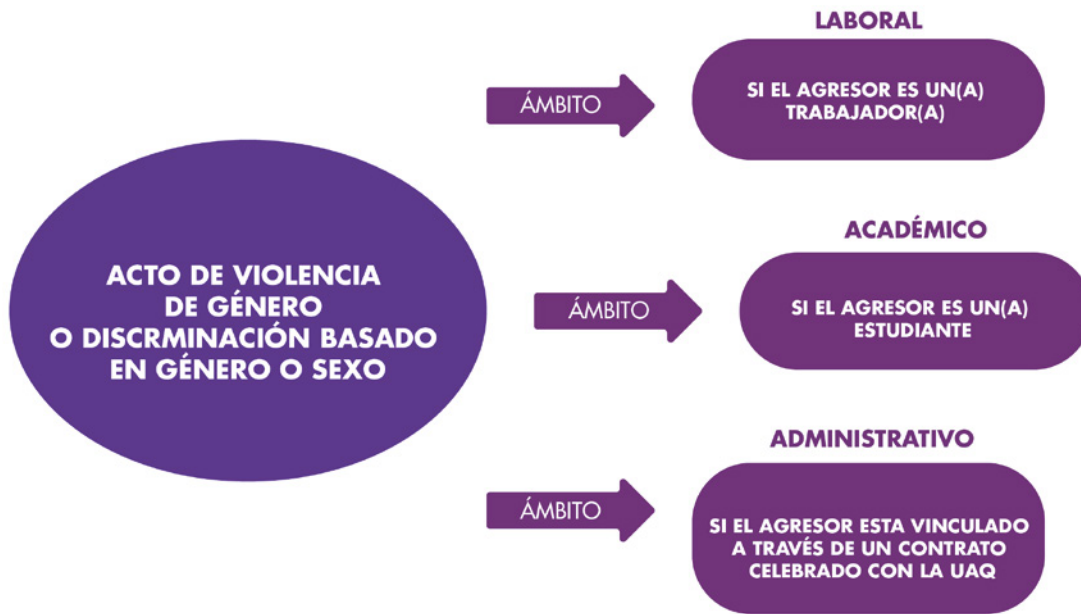 ACTO DE VIOLENCIA
DE GÉNERO
O DISCRMINACIÓN BASADO
EN GÉNERO O SEXO
ÁMBITO
LABORAL
SI EL AGRESOR ES UN(A)
TRABAJADOR(A)
ÁMBITO
ACADÉMICO
SI EL AGRESOR ES UN(A)
ESTUDIANTE
ÁMBITO
ADMINISTRATIVO
SI EL AGRESOR ESTA VINCULADO
A TRAVÉS DE UN CONTRATO
CELEBRADO CON LA UAQ